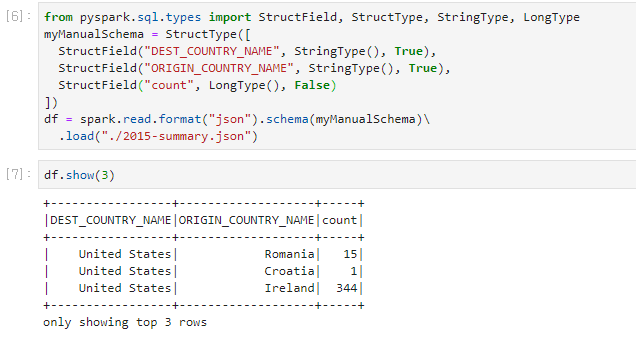 [6]: from pyspark.sql.types import StructField, StructType, StringType, LongType
myManualSchema = StructType([
  StructField("DEST_COUNTRY_NAME", StringType(), True),
  StructField("ORIGIN_COUNTRY_NAME", StringType(), True),
  StructField("count", LongType(), False)
])
df = spark.read.format("json").schema(myManualSchema)\
  .load("./2015-summary.json")
[7]: df.show(3)
+-----------------+-------------------+-----+
|DEST_COUNTRY_NAME|ORIGIN_COUNTRY_NAME|count|
+-----------------+-------------------+-----+
|    United States|            Romania|   15|
|    United States|            Croatia|    1|
|    United States|            Ireland|  344|
+-----------------+-------------------+-----+
only showing top 3 rows